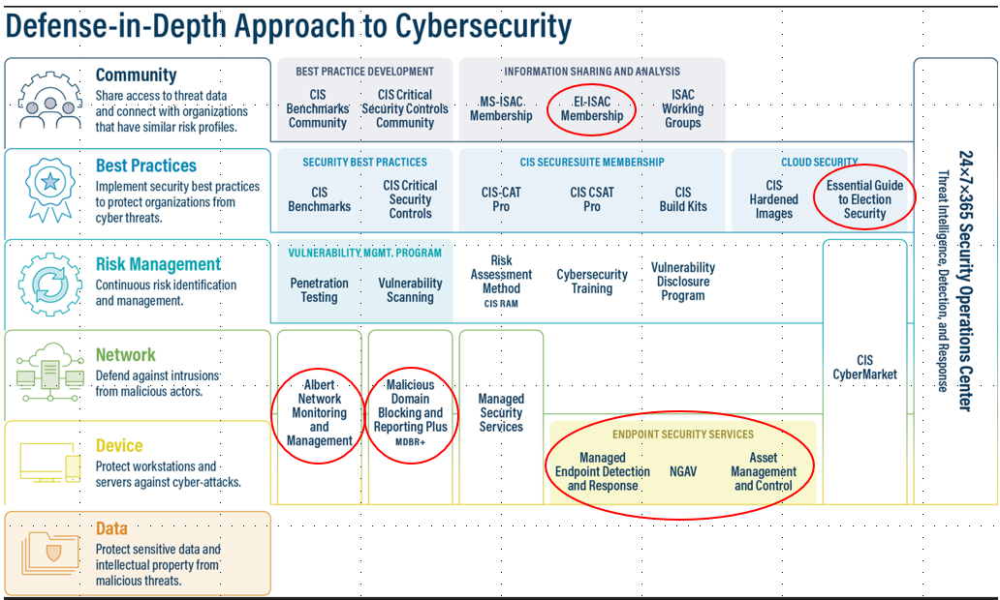 Defense-in-Depth Approach to Cybersecurity
Community
Share access to threat data
and connect with organizations
that have similar risk profiles.
BEST PRACTICE DEVELOPMENT
CIS
Benchmarks
Community
CIS Critical
Security Controls
Community
INFORMATION SHARING AND ANALYSIS
MS-ISAC
Membership
EI-ISAC
Membership
ISAC
Working
Groups
Best Practices
Implement security best practices
to protect organizations from
cyber threats.
SECURITY BEST PRACTICES
CIS
Benchmarks
CIS Critical
Security
Controls
CIS SECURESUITE MEMBERSHIP
CIS-CAT
Pro
CIS CSAT
Pro
CIS
Build Kits
CLOUD SECURITY
CIS
Hardened
Images
Essential Guide
to Election
Security
Risk Management
Continuous risk identification
and management.
VULNERABILITY MGMT. PROGRAM
Penetration
Testing
Vulnerability
Scanning
Risk
Assessment
Method
CIS RAM
Cybersecurity
Training
Vulnerability
Disclosure
Program
Network
Defend against intrusions
from malicious actors.
Albert
Network
Monitoring
and
Management
Malicious
Domain
Blocking and
Reporting Plus
MDBR+
Managed
Security
Services
CIS
CyberMarket
Device
Protect workstations and
servers against cyber-attacks.
ENDPOINT SECURITY SERVICES
Managed
Endpoint Detection
and Response
NGAV
Asset
Management
and Control
Data
Protect sensitive data and
intellectual property from
malicious threats.
24×7×365 Security Operations Center
Threat Intelligence, Detection, and Response